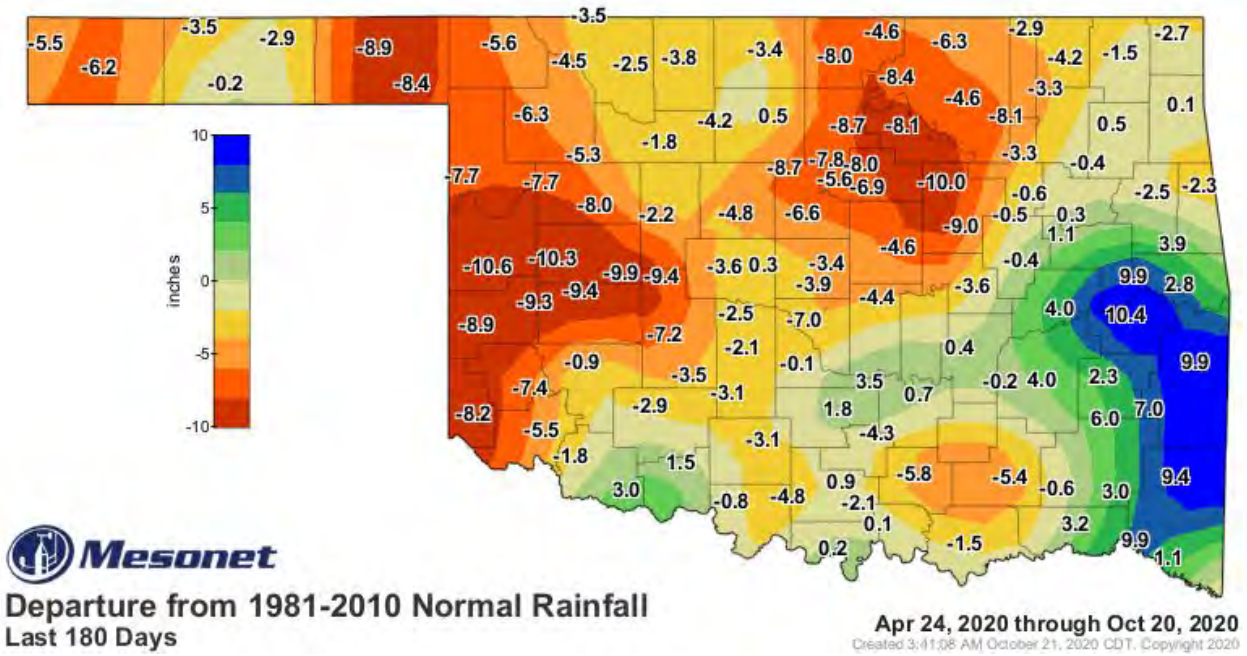 -3.5
-5.5 -3.5 -2.9 -8.9 -5.6 -4.6 -6.3 -2.9 -2.7
-6.2 -0.2 -8.4 -4.5 -2.5 -3.8 -3.4 -8.0 -8.4 -4.2 -1.5
-6.3 -4.2 0.5 -4.6 -3.3 0.1
-1.8 -8.7 -8.1 -8.1 0.5
10
-5.3 -8.7 -7.8 -8.0 -3.3 -0.4
-7.7 -7.7 -5.6 -6.9 -10.0 -0.6 -2.5 -2.3
5
-8.0 -2.2 -4.8 -6.6 -9.0 -0.5 0.3
1.1 3.9
-4.6 -0.4
-10.6 -10.3 -9.9 -9.4 -3.6 0.3 -3.4 9.9
0
-9.3 -9.4 -3.9 -4.4 -3.6 2.8
inches
-8.9 -2.5 -7.0 4.0 10.4
-7.2 -2.1 0.4
-5
-0.9 -0.1 9.9
-7.4 -3.5 -3.1 3.5 0.7 -0.2 4.0 2.3
-8.2 -2.9 1.8 6.0 7.0
-10
-5.5 -3.1 -4.3
-1.8 1.5 -5.8 -5.4 9.4
3.0 -0.8 -4.8 0.9 -2.1 -0.6 3.0
0.1 3.2
0.2 -1.5 9.9 1.1
Mesonet
Departure from 1981-2010 Normal Rainfall
Last 180 Days
Apr 24, 2020 through Oct 20, 2020
Created 3:41:08 AM October 21, 2020 CDT. Copyright 2020